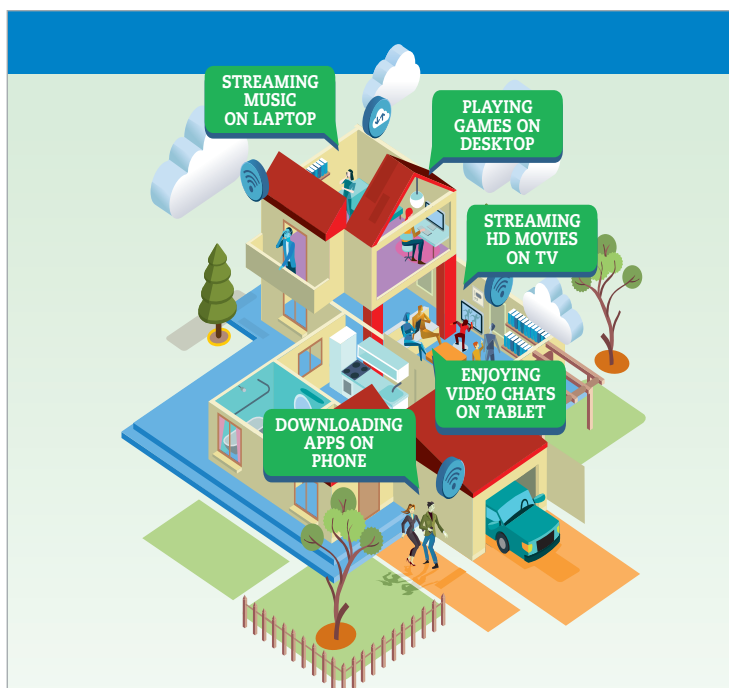 STREAMING
MUSIC
ON LAPTOP
PLAYING
GAMES ON
DESKTOP
STREAMING
HD MOVIES
ON TV
ENJOYING
VIDEO CHATS
ON TABLET
DOWNLOADING
APPS ON
PHONE